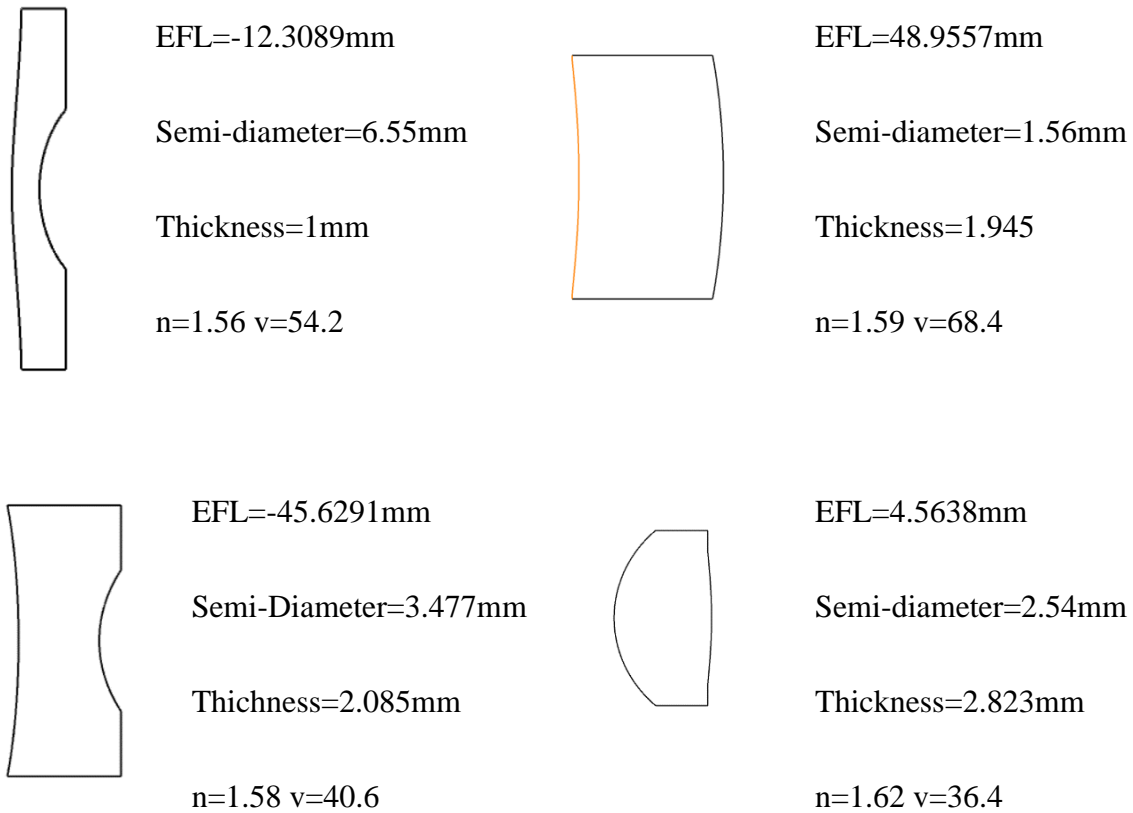 EFL=-12.3089mm
Semi-diameter=6.55mm
Thickness=1mm
n=1.56 v=54.2
EFL=48.9557mm
Semi-diameter=1.56mm
Thickness=1.945
n=1.59 v=68.4
EFL=-45.6291mm
Semi-Diameter=3.477mm
Thichness=2.085mm
n=1.58 v=40.6
EFL=4.5638mm
Semi-diameter=2.54mm
Thickness=2.823mm
n=1.62 v=36.4